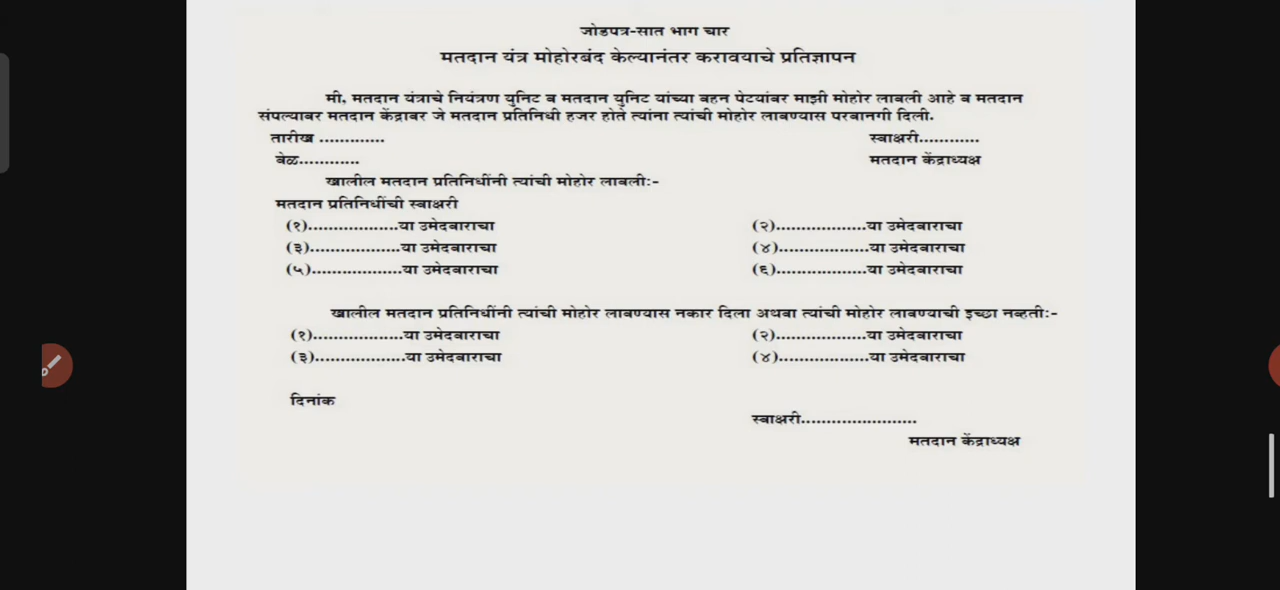 जोडपत्र-सात भाग चार
मतदान यंत्र मोहोरबंद केल्यानंतर करावयाचे प्रतिज्ञापन
मी, मतदान यंत्राचे नियंत्रण युनिट व मतदान युनिट यांच्या वहन पेटयांवर माझी मोहोर लावली आहे व मतदान
संपल्यावर मतदान केंद्रावर जे मतदान प्रतिनिधी हजर होते त्यांना त्यांची मोहोर लावण्यास परवानगी दिली.
तारीख ............. स्वाक्षरी............
वेळ............ मतदान केंद्राध्यक्ष
खालील मतदान प्रतिनिधींनी त्यांची मोहोर लावली:-
मतदान प्रतिनिधींची स्वाक्षरी
(१)..................या उमेदवाराचा (२)..................या उमेदवाराचा
(३)..................या उमेदवाराचा (४)..................या उमेदवाराचा
(५)..................या उमेदवाराचा (६)..................या उमेदवाराचा
खालील मतदान प्रतिनिधींनी त्यांची मोहोर लावण्यास नकार दिला अथवा त्यांची मोहोर लावण्याची इच्छा नव्हती:-
(१)..................या उमेदवाराचा (२)..................या उमेदवाराचा
(३)..................या उमेदवाराचा (४)..................या उमेदवाराचा
दिनांक
स्वाक्षरी.......................
मतदान केंद्राध्यक्ष